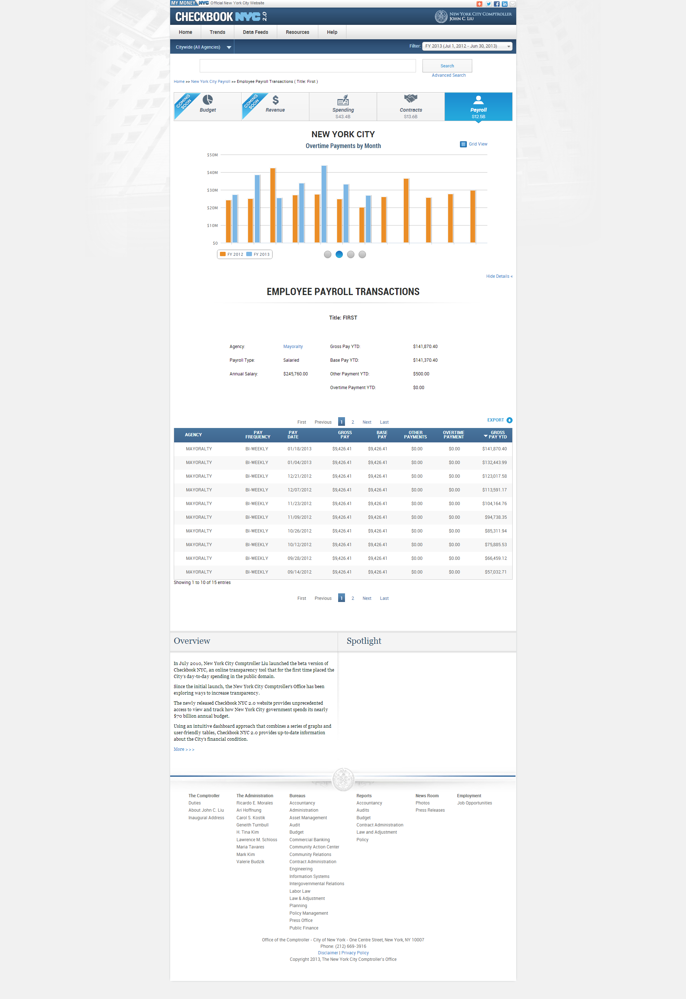 MY MONEY NYC Official New York City Website
CHECKBOOK NYC 2.0
NEW YORK CITY COMPTROLLER
JOHN C. LIU
Home Trends Data Feeds Resources Help
Citywide (All Agencies) Filter: FY 2013 (Jul 1, 2012 - Jun 30, 2013)
Search
Advanced Search
Home >> New York City Payroll >> Employee Payroll Transactions ( Title: First )
COMING SOON Budget
COMING SOON Revenue
Spending $43.4B
Contracts $13.6B
Payroll $12.5B
NEW YORK CITY
Overtime Payments by Month
Grid View
$50M
$40M
$30M
$20M
$10M
$0
FY 2012 FY 2013
Hide Details «
EMPLOYEE PAYROLL TRANSACTIONS
Title: FIRST
Agency: Mayoralty Gross Pay YTD: $141,870.40
Payroll Type: Salaried Base Pay YTD: $141,370.40
Annual Salary: $245,760.00 Other Payment YTD: $500.00
Overtime Payment YTD: $0.00
First Previous 1 2 Next Last
EXPORT
AGENCY PAY FREQUENCY PAY DATE GROSS PAY BASE PAY OTHER PAYMENTS OVERTIME PAYMENT GROSS PAY YTD
MAYORALTY BI-WEEKLY 01/18/2013 $9,426.41 $9,426.41 $0.00 $0.00 $141,870.40
MAYORALTY BI-WEEKLY 01/04/2013 $9,426.41 $9,426.41 $0.00 $0.00 $132,443.99
MAYORALTY BI-WEEKLY 12/21/2012 $9,426.41 $9,426.41 $0.00 $0.00 $123,017.58
MAYORALTY BI-WEEKLY 12/07/2012 $9,426.41 $9,426.41 $0.00 $0.00 $113,591.17
MAYORALTY BI-WEEKLY 11/23/2012 $9,426.41 $9,426.41 $0.00 $0.00 $104,164.76
MAYORALTY BI-WEEKLY 11/09/2012 $9,426.41 $9,426.41 $0.00 $0.00 $94,738.35
MAYORALTY BI-WEEKLY 10/26/2012 $9,426.41 $9,426.41 $0.00 $0.00 $85,311.94
MAYORALTY BI-WEEKLY 10/12/2012 $9,426.41 $9,426.41 $0.00 $0.00 $75,885.53
MAYORALTY BI-WEEKLY 09/28/2012 $9,426.41 $9,426.41 $0.00 $0.00 $66,459.12
MAYORALTY BI-WEEKLY 09/14/2012 $9,426.41 $9,426.41 $0.00 $0.00 $57,032.71
Showing 1 to 10 of 15 entries
First Previous 1 2 Next Last
Overview
In July 2010, New York City Comptroller Liu launched the beta version of
Checkbook NYC, an online transparency tool that for the first time placed the
City's day-to-day spending in the public domain.
Since the initial launch, the New York City Comptroller's Office has been
exploring ways to increase transparency.
The newly released Checkbook NYC 2.0 website provides unprecedented
access to view and track how New York City government spends its nearly
$70 billion annual budget.
Using an intuitive dashboard approach that combines a series of graphs and
user-friendly tables, Checkbook NYC 2.0 provides up-to-date information
about the City's financial condition.
More >>>
Spotlight
The Comptroller
Duties
About John C. Liu
Inaugural Address
The Administration
Ricardo E. Morales
Ari Hoffnung
Carol S. Kostik
Geneith Turnbull
H. Tina Kim
Lawrence M. Schloss
Maria Tavares
Mark Kim
Valerie Budzik
Bureaus
Accountancy
Administration
Asset Management
Audit
Budget
Commercial Banking
Community Action Center
Community Relations
Contract Administration
Engineering
Information Systems
Intergovernmental Relations
Labor Law
Law & Adjustment
Planning
Policy Management
Press Office
Public Finance
Reports
Accountancy
Audits
Budget
Contract Administration
Law and Adjustment
Policy
News Room
Photos
Press Releases
Employment
Job Opportunities
Office of the Comptroller - City of New York - One Centre Street, New York, NY 10007
Phone: (212) 669-3916
Disclaimer | Privacy Policy
Copyright 2013, The New York City Comptroller's Office